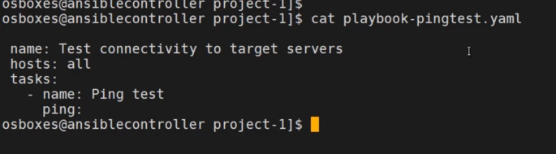 osboxes@ansiblecontroller project-1]$
osboxes@ansiblecontroller project-1]$ cat playbook-pingtest.yaml
name: Test connectivity to target servers
hosts: all
tasks:
- name: Ping test
ping:
osboxes@ansiblecontroller project-1]$